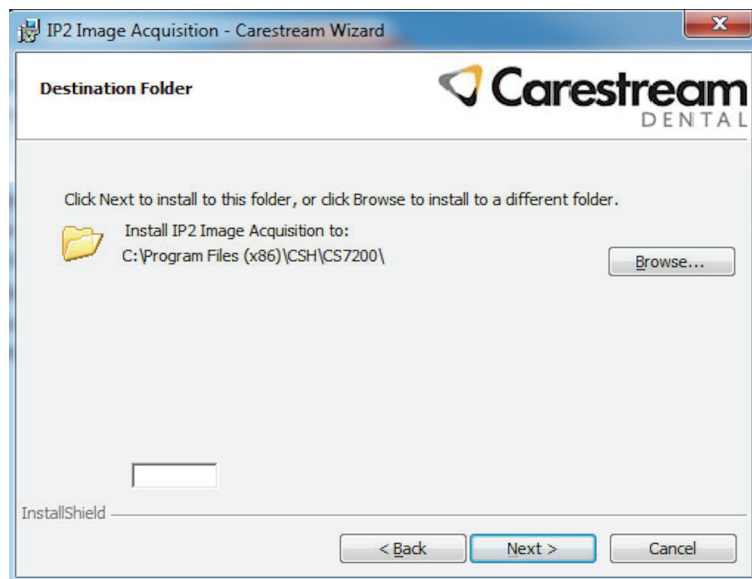 IP2 Image Acquisition - Carestream Wizard
Destination Folder
Carestream
DENTAL
Click Next to install to this folder, or click Browse to install to a different folder.
Install IP2 Image Acquisition to:
C:\Program Files (x86)\CSH\CS7200\
Browse...
InstallShield
< Back
Next >
Cancel